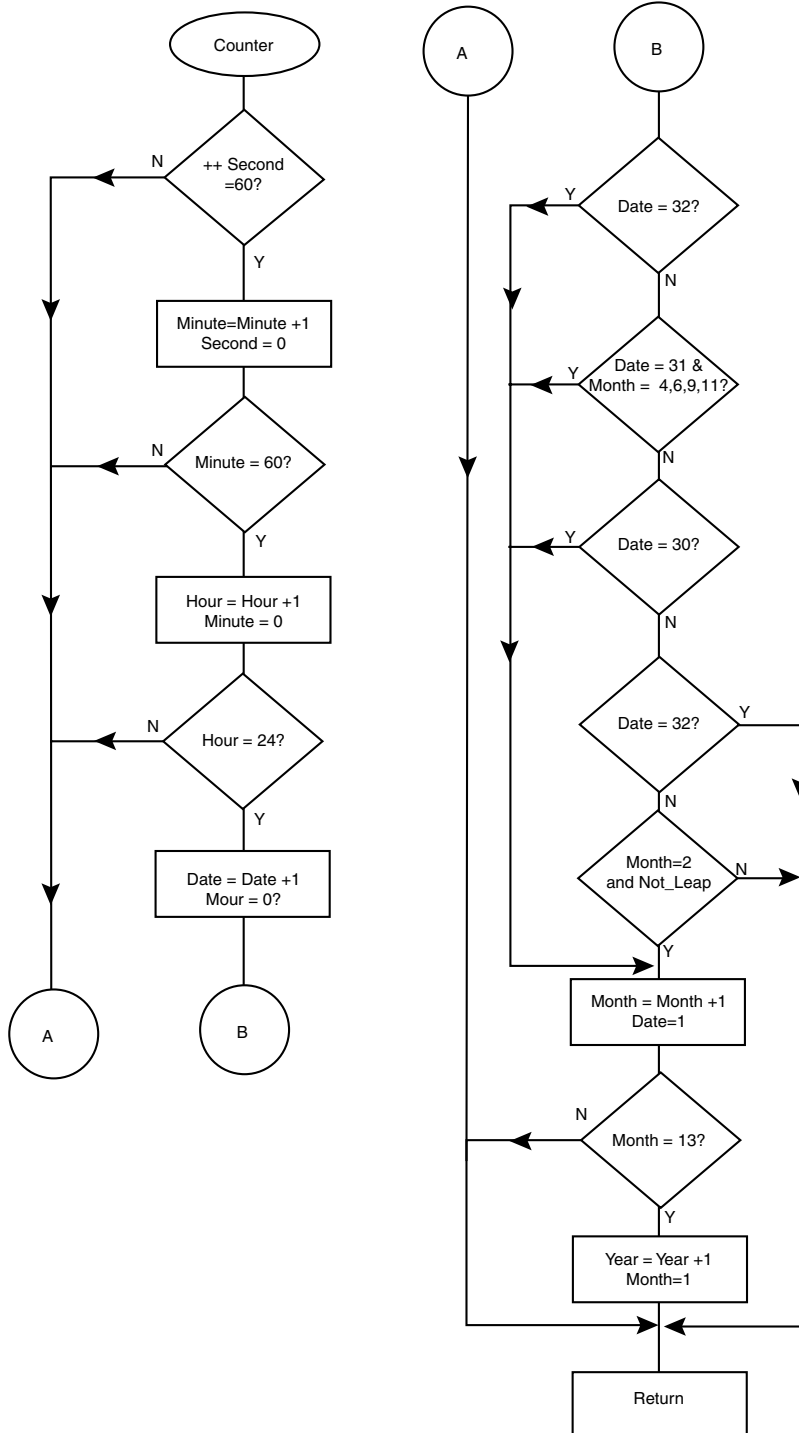 Counter
N
++ Second
=60?
Y
Minute=Minute +1
Second = 0
N
Minute = 60?
Y
Hour = Hour +1
Minute = 0
N
Hour = 24?
Y
Date = Date +1
Mour = 0?
A
B
A
B
Y
Date = 32?
N
Y
Date = 31 &
Month = 4,6,9,11?
N
Y
Date = 30?
N
Date = 32?
Y
N
Month=2
and Not_Leap
N
Y
Month = Month +1
Date=1
N
Month = 13?
Y
Year = Year +1
Month=1
Return